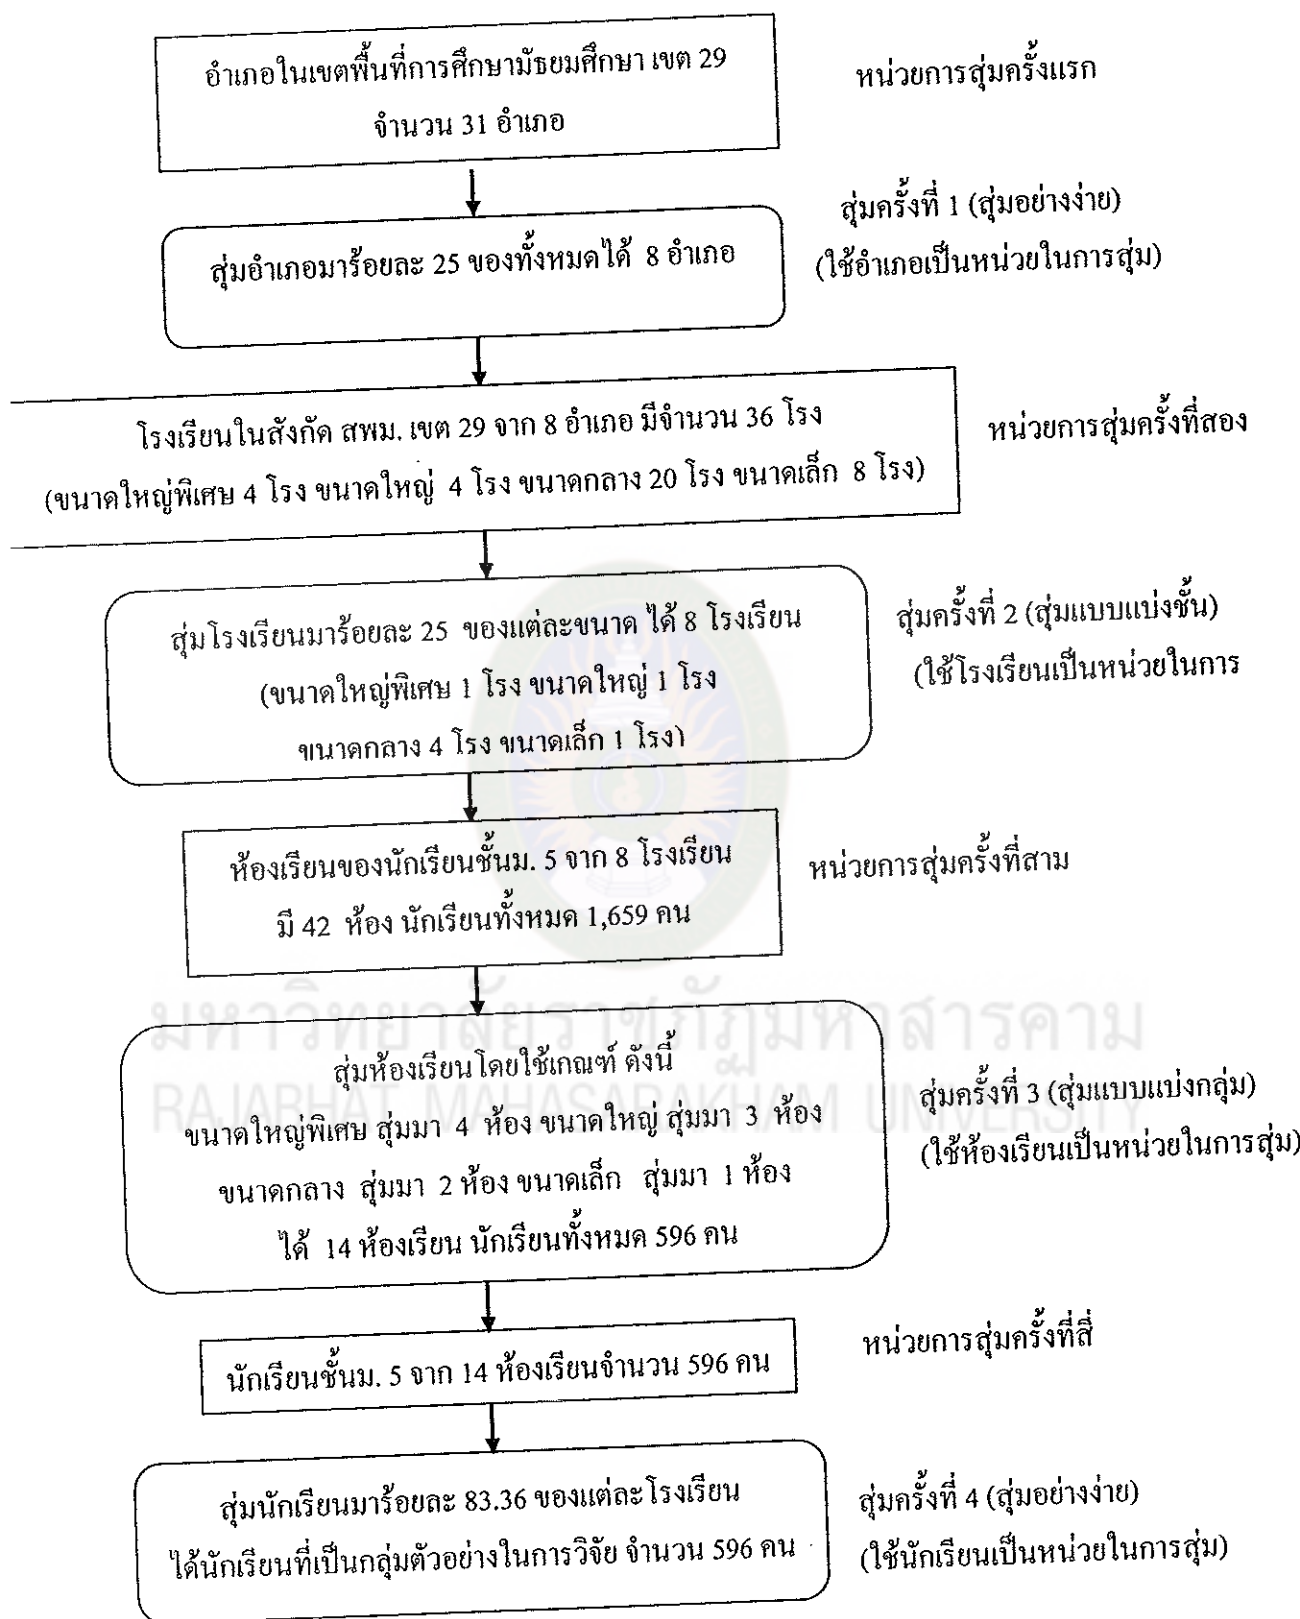 อำเภอในเขตพื้นที่การศึกษามัธยมศึกษา เขต 29
จำนวน 31 อำเภอ
หน่วยการสุ่มครั้งแรก
สุ่มอำเภอมาร้อยละ 25 ของทั้งหมดได้ 8 อำเภอ
สุ่มครั้งที่ 1 (สุ่มอย่างง่าย)
(ใช้อำเภอเป็นหน่วยในการสุ่ม)
โรงเรียนในสังกัด สพม. เขต 29 จาก 8 อำเภอ มีจำนวน 36 โรง
(ขนาดใหญ่พิเศษ 4 โรง ขนาดใหญ่ 4 โรง ขนาดกลาง 20 โรง ขนาดเล็ก 8 โรง)
หน่วยการสุ่มครั้งที่สอง
สุ่มโรงเรียนมาร้อยละ 25 ของแต่ละขนาด ได้ 8 โรงเรียน
(ขนาดใหญ่พิเศษ 1 โรง ขนาดใหญ่ 1 โรง
ขนาดกลาง 4 โรง ขนาดเล็ก 1 โรง)
สุ่มครั้งที่ 2 (สุ่มแบบแบ่งชั้น)
(ใช้โรงเรียนเป็นหน่วยในการ
ห้องเรียนของนักเรียนชั้นม. 5 จาก 8 โรงเรียน
มี 42 ห้อง นักเรียนทั้งหมด 1,659 คน
หน่วยการสุ่มครั้งที่สาม
มหาวิทยาลัยราชภัฏมหาสารคาม
RAJABHAT MAHASARAKHAM UNIVERSITY
สุ่มห้องเรียนโดยใช้เกณฑ์ ดังนี้
ขนาดใหญ่พิเศษ สุ่มมา 4 ห้อง ขนาดใหญ่ สุ่มมา 3 ห้อง
ขนาดกลาง สุ่มมา 2 ห้อง ขนาดเล็ก สุ่มมา 1 ห้อง
ได้ 14 ห้องเรียน นักเรียนทั้งหมด 596 คน
สุ่มครั้งที่ 3 (สุ่มแบบแบ่งกลุ่ม)
(ใช้ห้องเรียนเป็นหน่วยในการสุ่ม)
นักเรียนชั้นม. 5 จาก 14 ห้องเรียนจำนวน 596 คน
หน่วยการสุ่มครั้งที่สี่
สุ่มนักเรียนมาร้อยละ 83.36 ของแต่ละโรงเรียน
ได้นักเรียนที่เป็นกลุ่มตัวอย่างในการวิจัย จำนวน 596 คน
สุ่มครั้งที่ 4 (สุ่มอย่างง่าย)
(ใช้นักเรียนเป็นหน่วยในการสุ่ม)